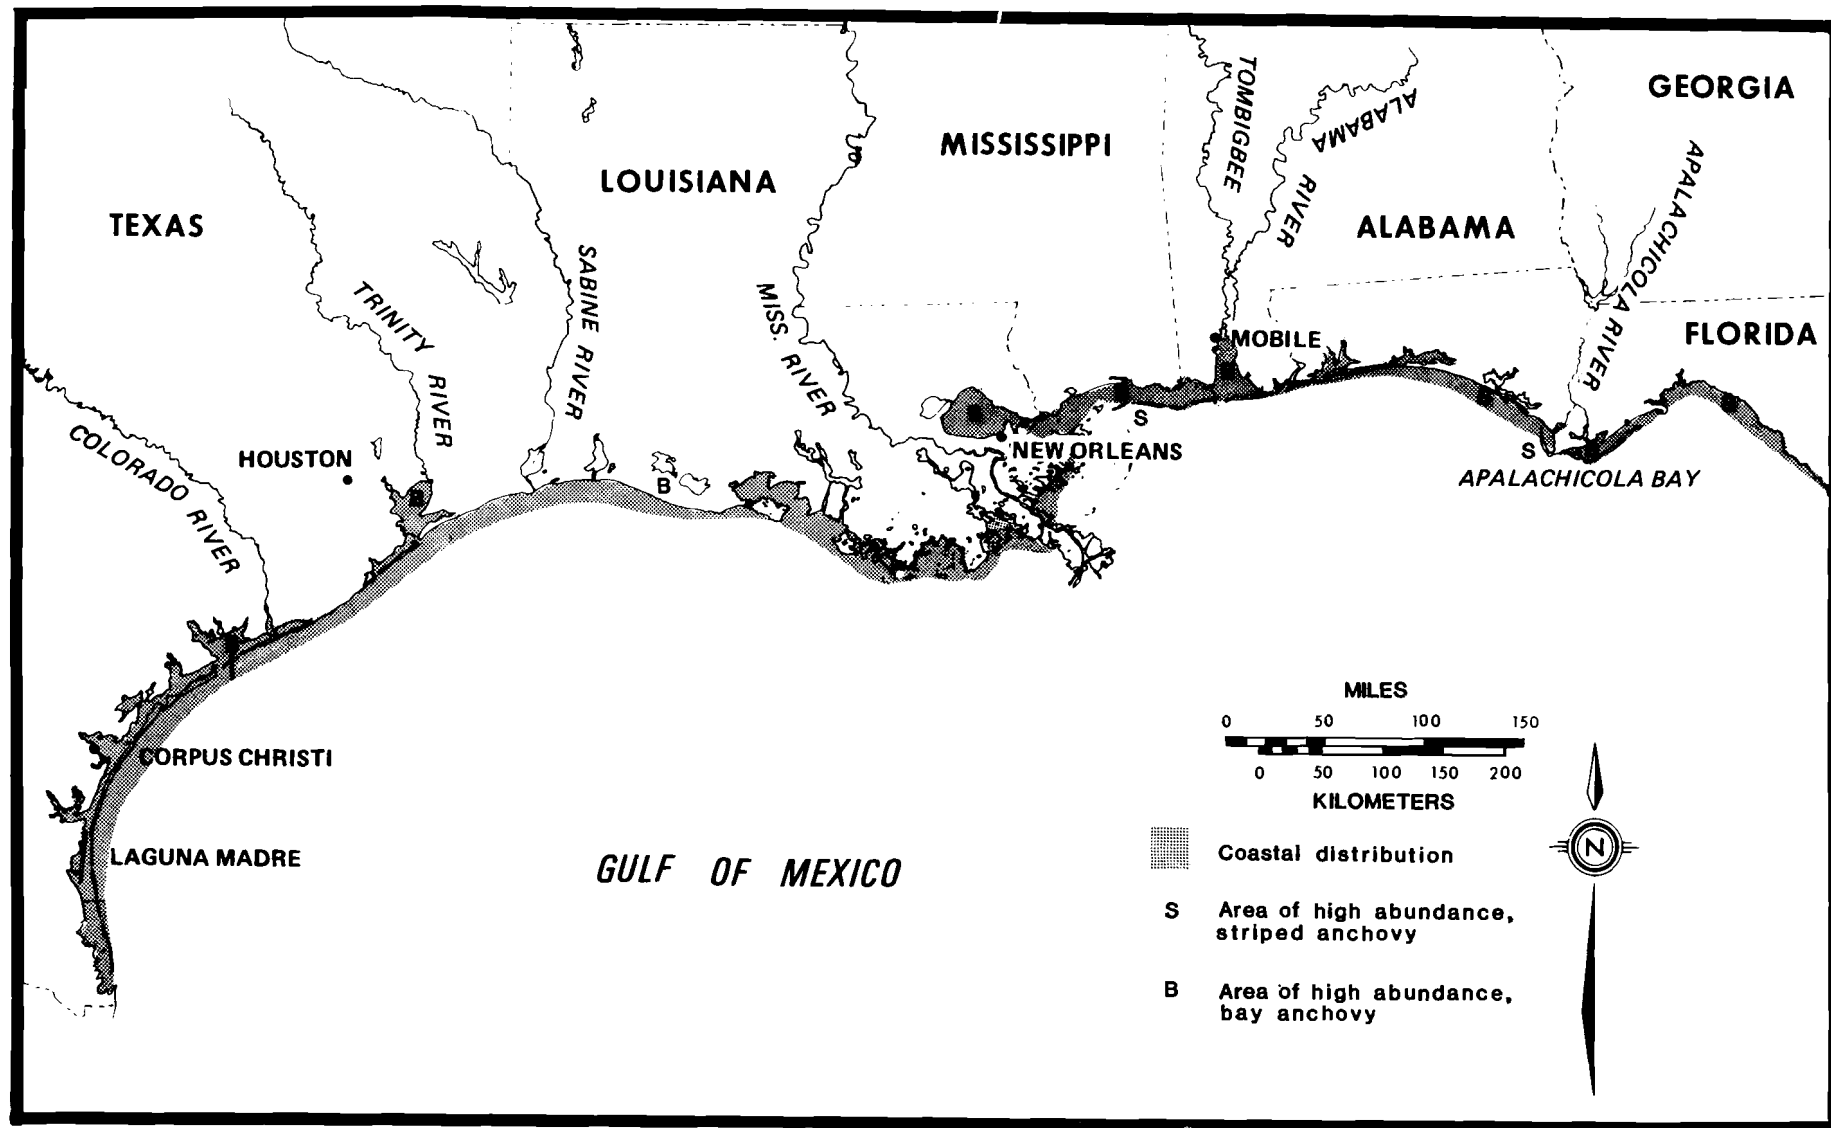 GEORGIA
TOMBIGBEE
ALABAMA
RIVER
MISSISSIPPI
LOUISIANA
TEXAS
ALABAMA
APALACHICOLA RIVER
SABINE RIVER
TRINITY
RIVER
MISS. RIVER
FLORIDA
MOBILE
COLORADO RIVER
HOUSTON
NEW ORLEANS
S
S
B
B
APALACHICOLA BAY
CORPUS CHRISTI
LAGUNA MADRE
GULF OF MEXICO
MILES
0 50 100 150
0 50 100 150 200
KILOMETERS
N
Coastal distribution
S Area of high abundance,
striped anchovy
B Area of high abundance,
bay anchovy